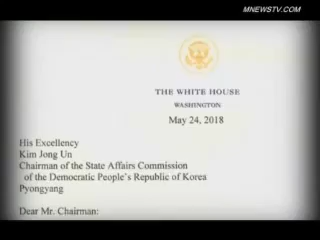 MNEWSTV.COM
THE WHITE HOUSE
WASHINGTON
May 24, 2018
His Excellency
Kim Jong Un
Chairman of the State Affairs Commission
of the Democratic People's Republic of Korea
Pyongyang
Dear Mr. Chairman: